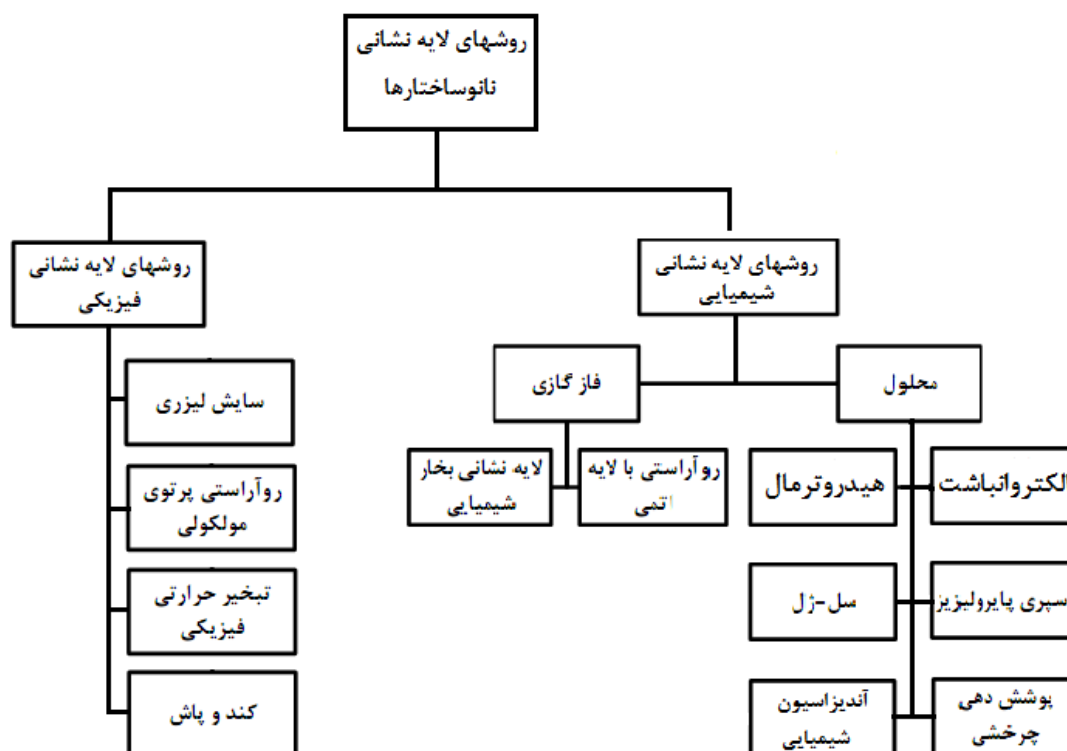 روشهای لایه نشانی
نانوساختارها
روشهای لایه نشانی
شیمیایی
روشهای لایه نشانی
فیزیکی
محلول
فاز گازی
الکتروانباشت
هیدروترمال
سپری پایرولیزیز
سل-ژل
پوشش دهی
چرخشی
آندیزاسیون
شیمیایی
روآراستی با لایه
اتمی
لایه نشانی بخار
شیمیایی
سایش لیزری
روآراستی پرتوی
مولکولی
تبخیر حرارتی
فیزیکی
کند و پاش